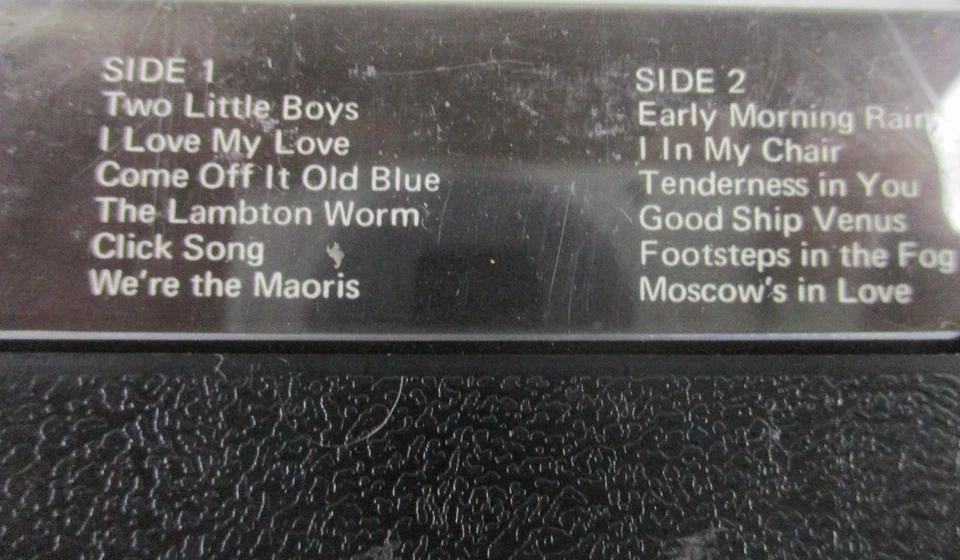 SIDE 1
Two Little Boys
I Love My Love
Come Off It Old Blue
The Lambton Worm
Click Song
We're the Maoris
SIDE 2
Early Morning Rain
I In My Chair
Tenderness in You
Good Ship Venus
Footsteps in the Fog
Moscow's in Love